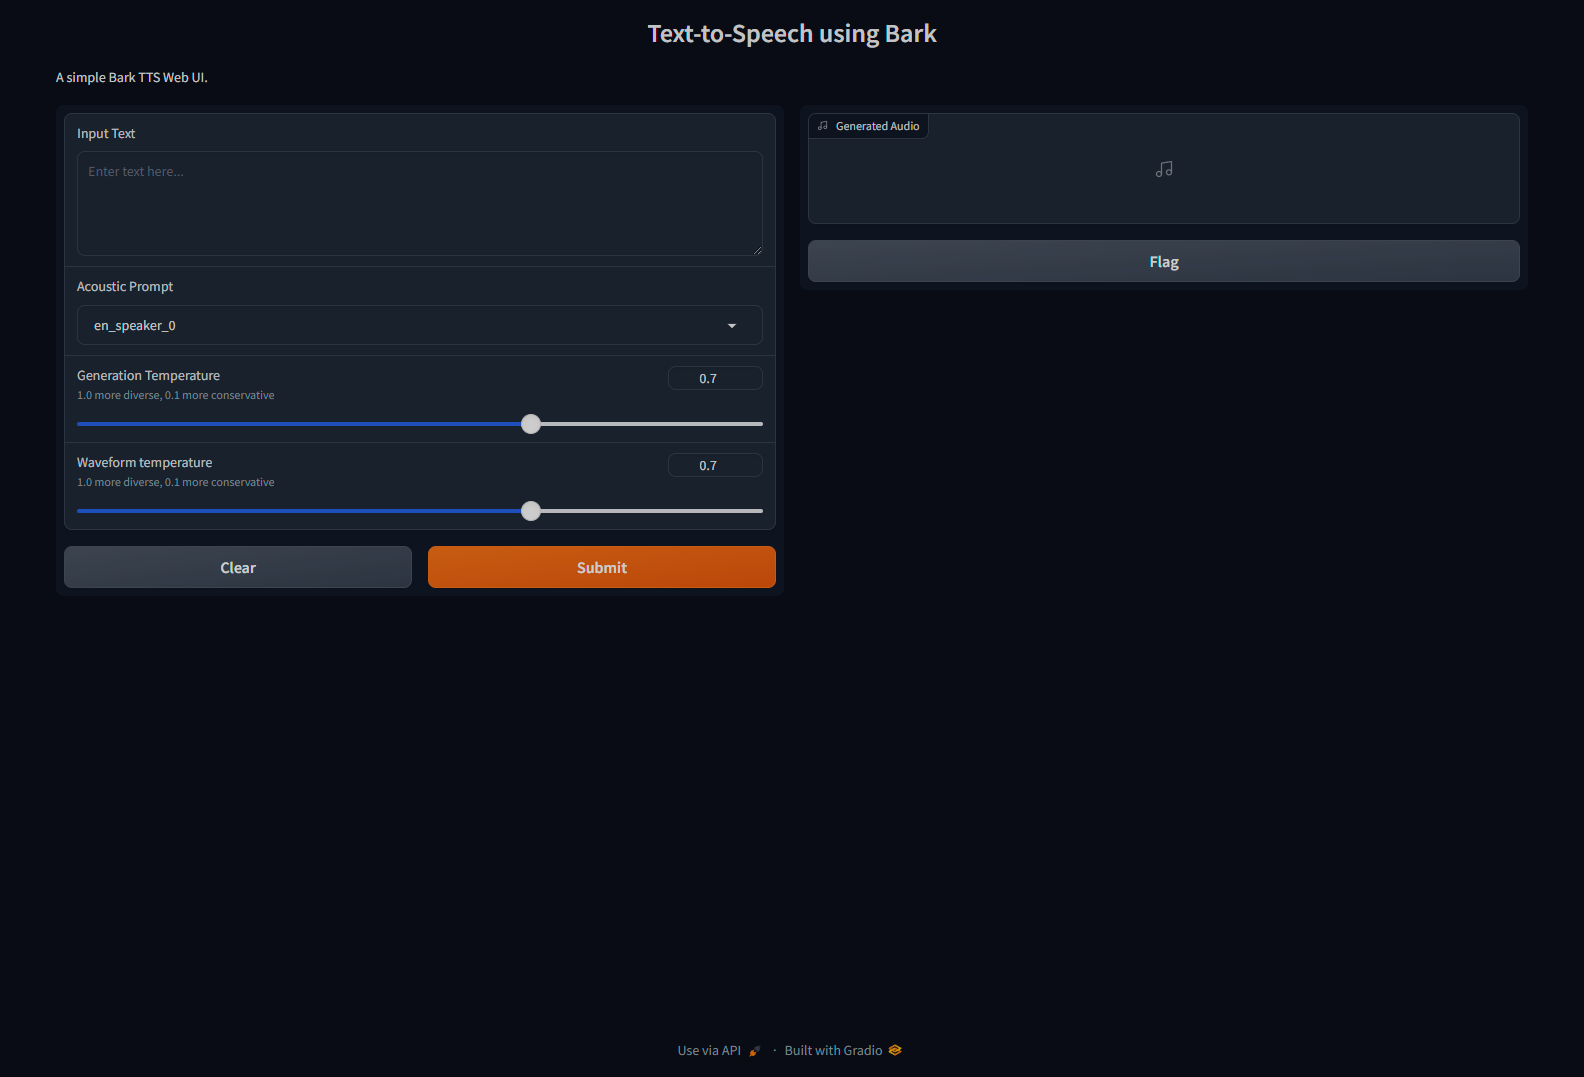 Text-to-Speech using Bark
A simple Bark TTS Web UI.
Input Text
Enter text here...
Acoustic Prompt
en_speaker_0
Generation Temperature
0.7
1.0 more diverse, 0.1 more conservative
Waveform temperature
0.7
1.0 more diverse, 0.1 more conservative
Clear
Submit
Generated Audio
Flag
Use via API · Built with Gradio